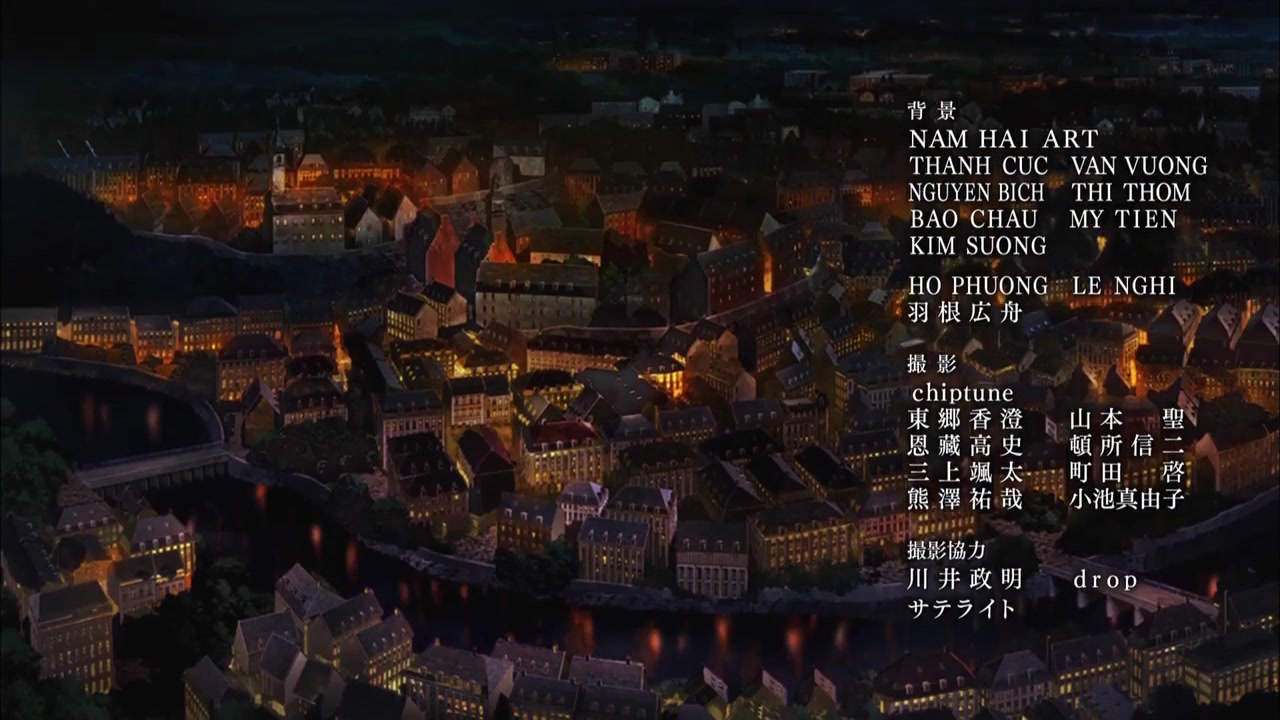 背景
NAM HAI ART
THANH CUC VAN VUONG
NGUYEN BICH THI THOM
BAO CHAU MY TIEN
KIM SUONG
HO PHUONG LE NGHI
羽根広舟
撮影
chiptune
東郷香澄 山本 聖
恩藏高史 頓所信二
三上颯太 町田 啓
熊澤祐哉 小池真由子
撮影協力
川井政明 drop
サテライト